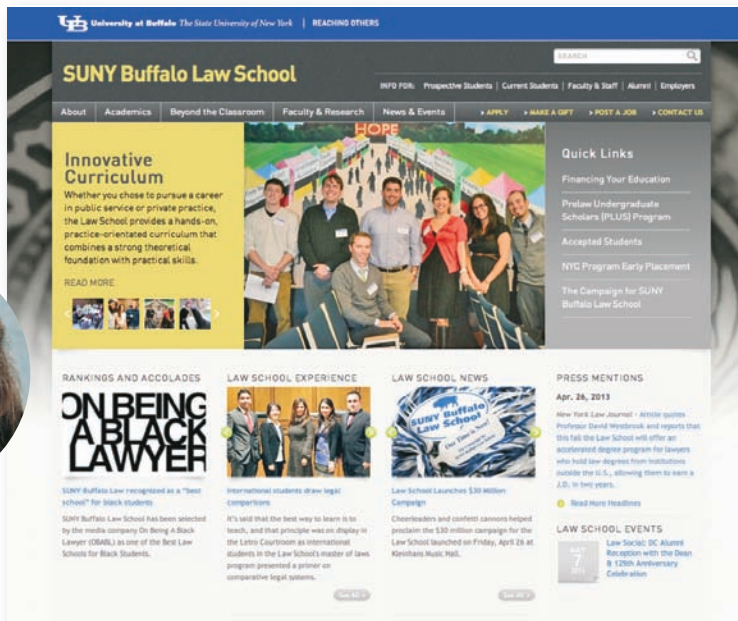 UB University at Buffalo The State University of New York | REACHING OTHERS
SEARCH
SUNY Buffalo Law School
INFO FOR: Prospective Students | Current Students | Faculty & Staff | Alumni | Employers
About | Academics | Beyond the Classroom | Faculty & Research | News & Events
APPLY MAKE A GIFT POST A JOB CONTACT US
Innovative
Curriculum
Whether you chose to pursue a career
in public service or private practice,
the Law School provides a hands-on,
practice-orientated curriculum that
combines a strong theoretical
foundation with practical skills.
READ MORE
HOPE
Quick Links
Financing Your Education
Prelaw Undergraduate
Scholars (PLUS) Program
Accepted Students
NYC Program Early Placement
The Campaign for SUNY
Buffalo Law School
RANKINGS AND ACCOLADES
ON BEING
A BLACK
LAWYER
SUNY Buffalo Law recognized as a "best
school" for black students
SUNY Buffalo Law School has been selected
by the media company On Being A Black
Lawyer (OBABL) as one of the Best Law
Schools for Black Students.
LAW SCHOOL EXPERIENCE
International students draw legal
comparisons
It's said that the best way to learn is to
teach, and that principle was on display in
the Letro Courtroom as international
students in the Law School's master of laws
program presented a primer on
comparative legal systems.
See All >
LAW SCHOOL NEWS
SUNY Buffalo
Law School
Our Time is Now!
Law School Launches $30 Million
Campaign
Cheerleaders and confetti cannons helped
proclaim the $30 million campaign for the
Law School launched on Friday, April 26 at
Kleinhans Music Hall.
See All >
PRESS MENTIONS
Apr. 26, 2013
New York Law Journal - Article quotes
Professor David Westbrook and reports that
this fall the Law School will offer an
accelerated degree program for lawyers
who hold law degrees from institutions
outside the U.S., allowing them to earn a
J.D. in two years.
Read More Headlines
LAW SCHOOL EVENTS
7
Law Social: DC Alumni
Reception with the Dean
& 125th Anniversary
Celebration